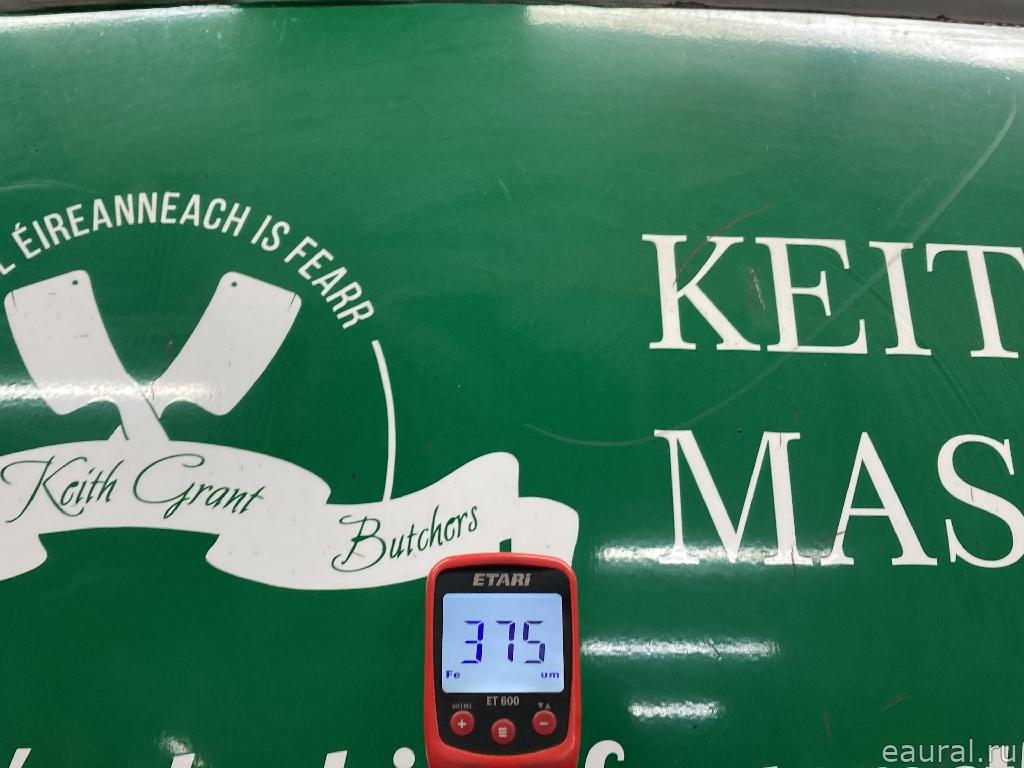 ÉIREANNEACH IS FEARR
Keith Grant
Butchers
KEIT
MAS
ETARI
375
Fe um
ET 600
eaural.ru